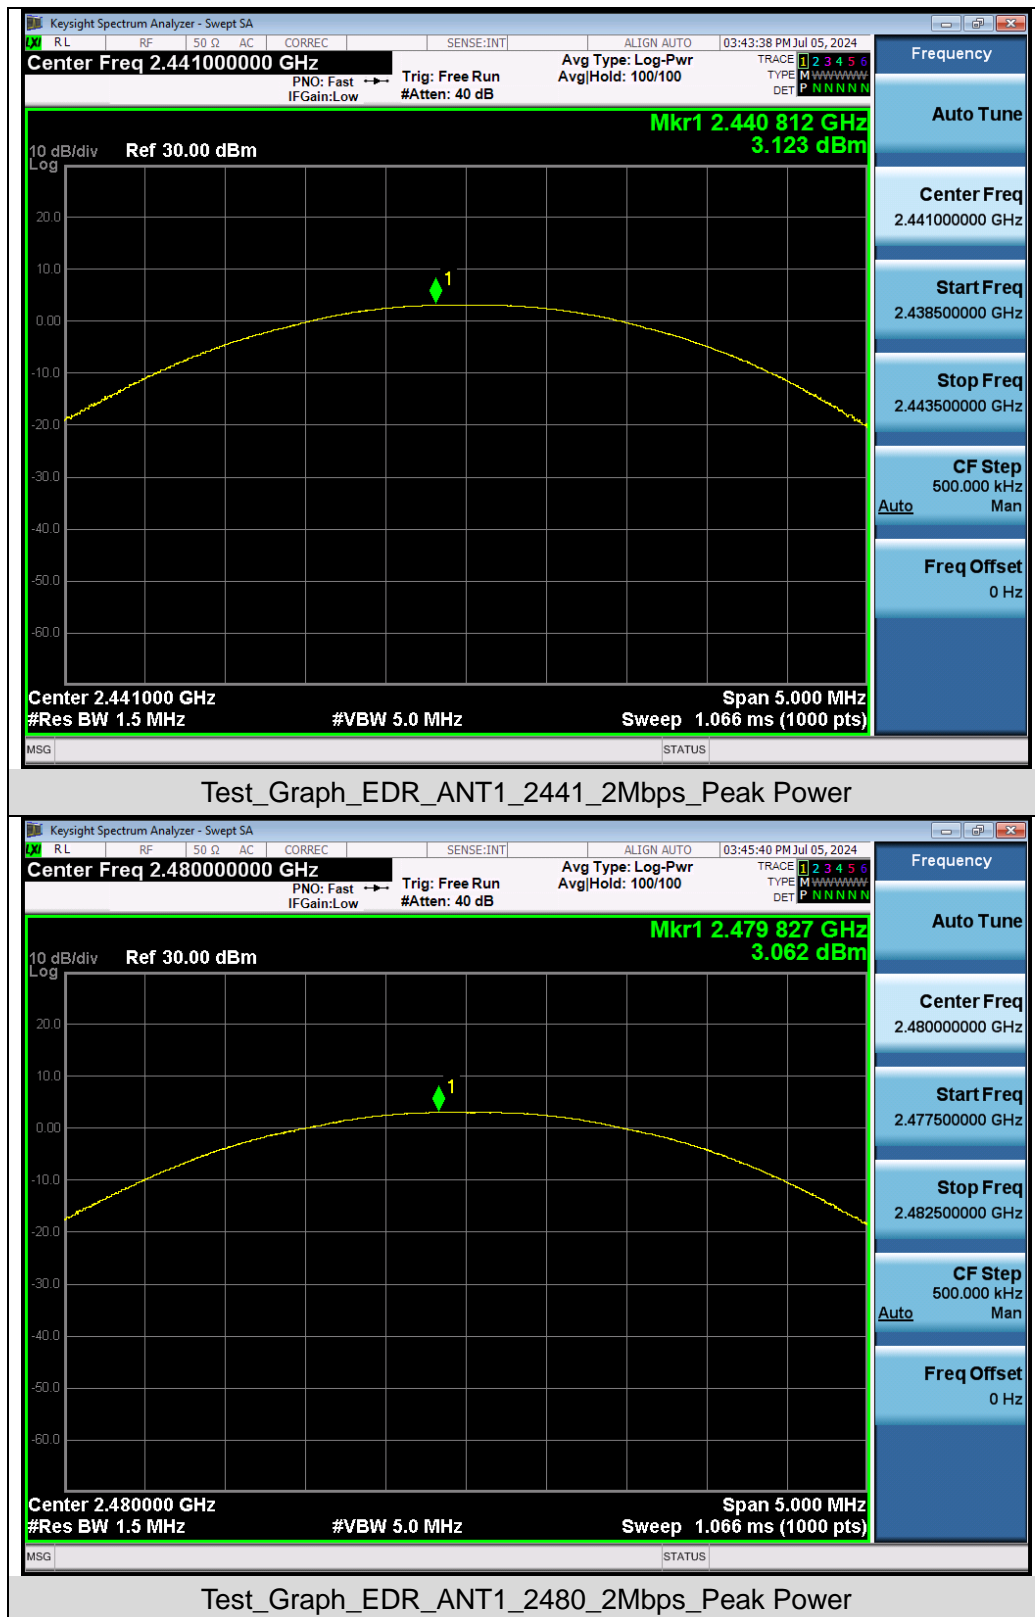 Keysight Spectrum Analyzer - Swept SA
LXI RL RF 50 Ω AC CORREC SENSE:INT ALIGN AUTO 03:43:38 PM Jul 05, 2024
Center Freq 2.441000000 GHz
PNO: Fast
IFGain:Low
Trig: Free Run
#Atten: 40 dB
Avg Type: Log-Pwr
Avg|Hold: 100/100
TRACE 1 2 3 4 5 6
TYPE M WWWWW
DET P N N N N N
Mkr1 2.440 812 GHz
3.123 dBm
10 dB/div Ref 30.00 dBm
Log
20.0
10.0
1
0.00
-10.0
-20.0
-30.0
-40.0
-50.0
-60.0
Center 2.441000 GHz Span 5.000 MHz
#Res BW 1.5 MHz #VBW 5.0 MHz Sweep 1.066 ms (1000 pts)
MSG STATUS
Frequency
Auto Tune
Center Freq
2.441000000 GHz
Start Freq
2.438500000 GHz
Stop Freq
2.443500000 GHz
CF Step
500.000 kHz
Auto Man
Freq Offset
0 Hz
Test_Graph_EDR_ANT1_2441_2Mbps_Peak Power
Keysight Spectrum Analyzer - Swept SA
LXI RL RF 50 Ω AC CORREC SENSE:INT ALIGN AUTO 03:45:40 PM Jul 05, 2024
Center Freq 2.480000000 GHz
PNO: Fast
IFGain:Low
Trig: Free Run
#Atten: 40 dB
Avg Type: Log-Pwr
Avg|Hold: 100/100
TRACE 1 2 3 4 5 6
TYPE M WWWWW
DET P N N N N N
Mkr1 2.479 827 GHz
3.062 dBm
10 dB/div Ref 30.00 dBm
Log
20.0
10.0
1
0.00
-10.0
-20.0
-30.0
-40.0
-50.0
-60.0
Center 2.480000 GHz Span 5.000 MHz
#Res BW 1.5 MHz #VBW 5.0 MHz Sweep 1.066 ms (1000 pts)
MSG STATUS
Frequency
Auto Tune
Center Freq
2.480000000 GHz
Start Freq
2.477500000 GHz
Stop Freq
2.482500000 GHz
CF Step
500.000 kHz
Auto Man
Freq Offset
0 Hz
Test_Graph_EDR_ANT1_2480_2Mbps_Peak Power